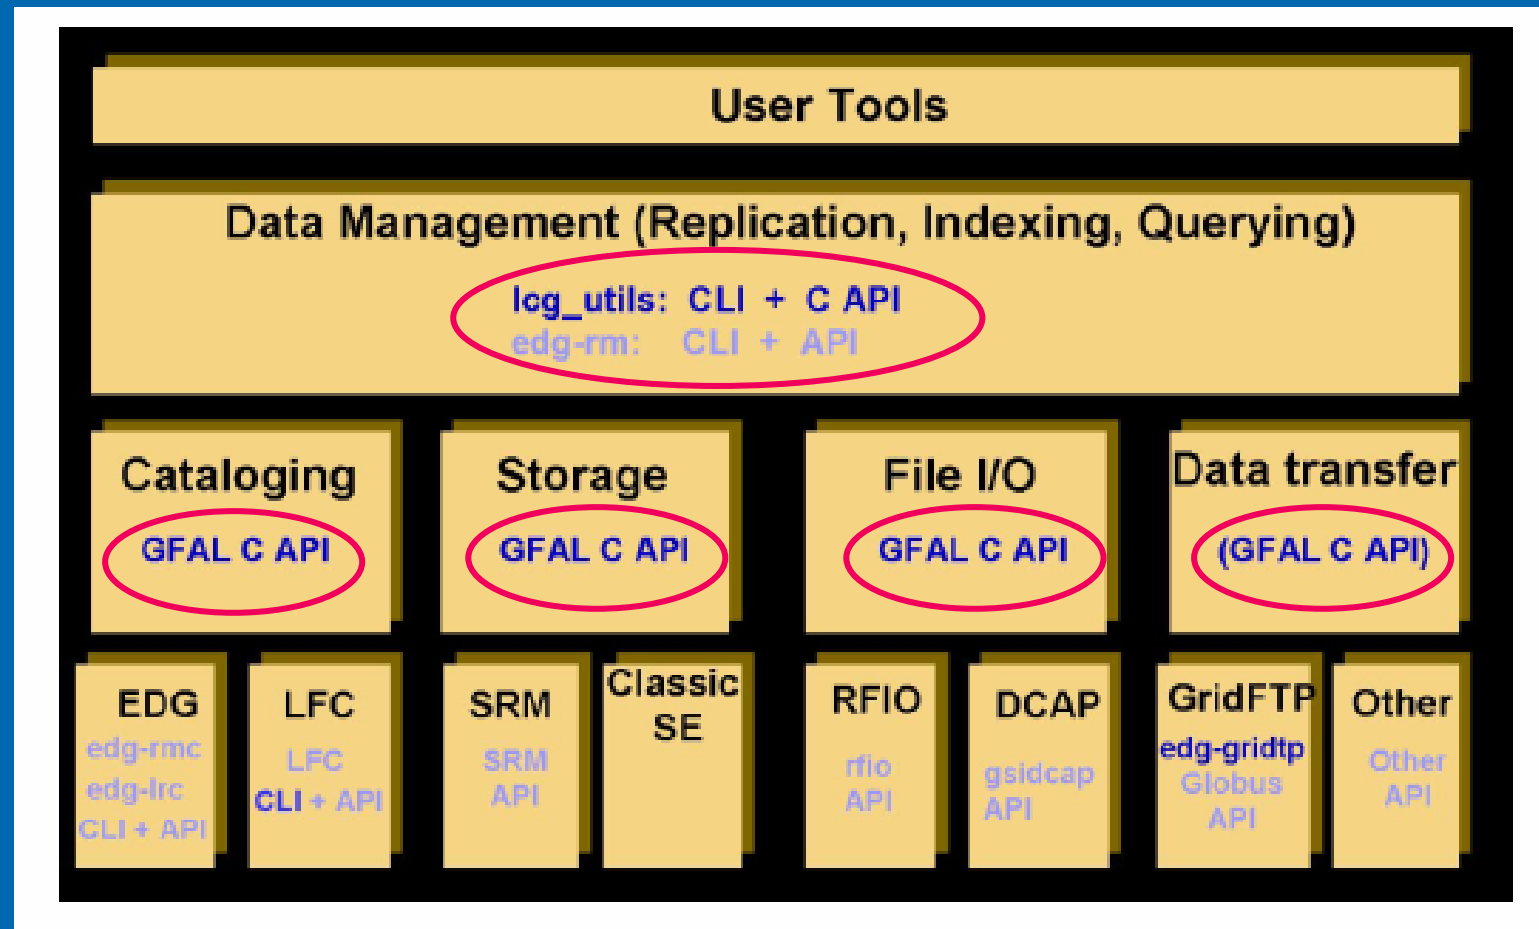 User Tools
Data Management (Replication, Indexing, Querying)
lcg_utils: CLI + C API
edg-rm: CLI + API
Cataloging
GFAL C API
Storage
GFAL C API
File I/O
GFAL C API
Data transfer
(GFAL C API)
EDG
edg-rmc
edg-lrc
CLI + API
LFC
LFC
CLI + API
SRM
SRM
API
Classic
SE
RFIO
rfio
API
DCAP
gsidcap
API
GridFTP
edg-gridtp
Globus
API
Other
Other
API